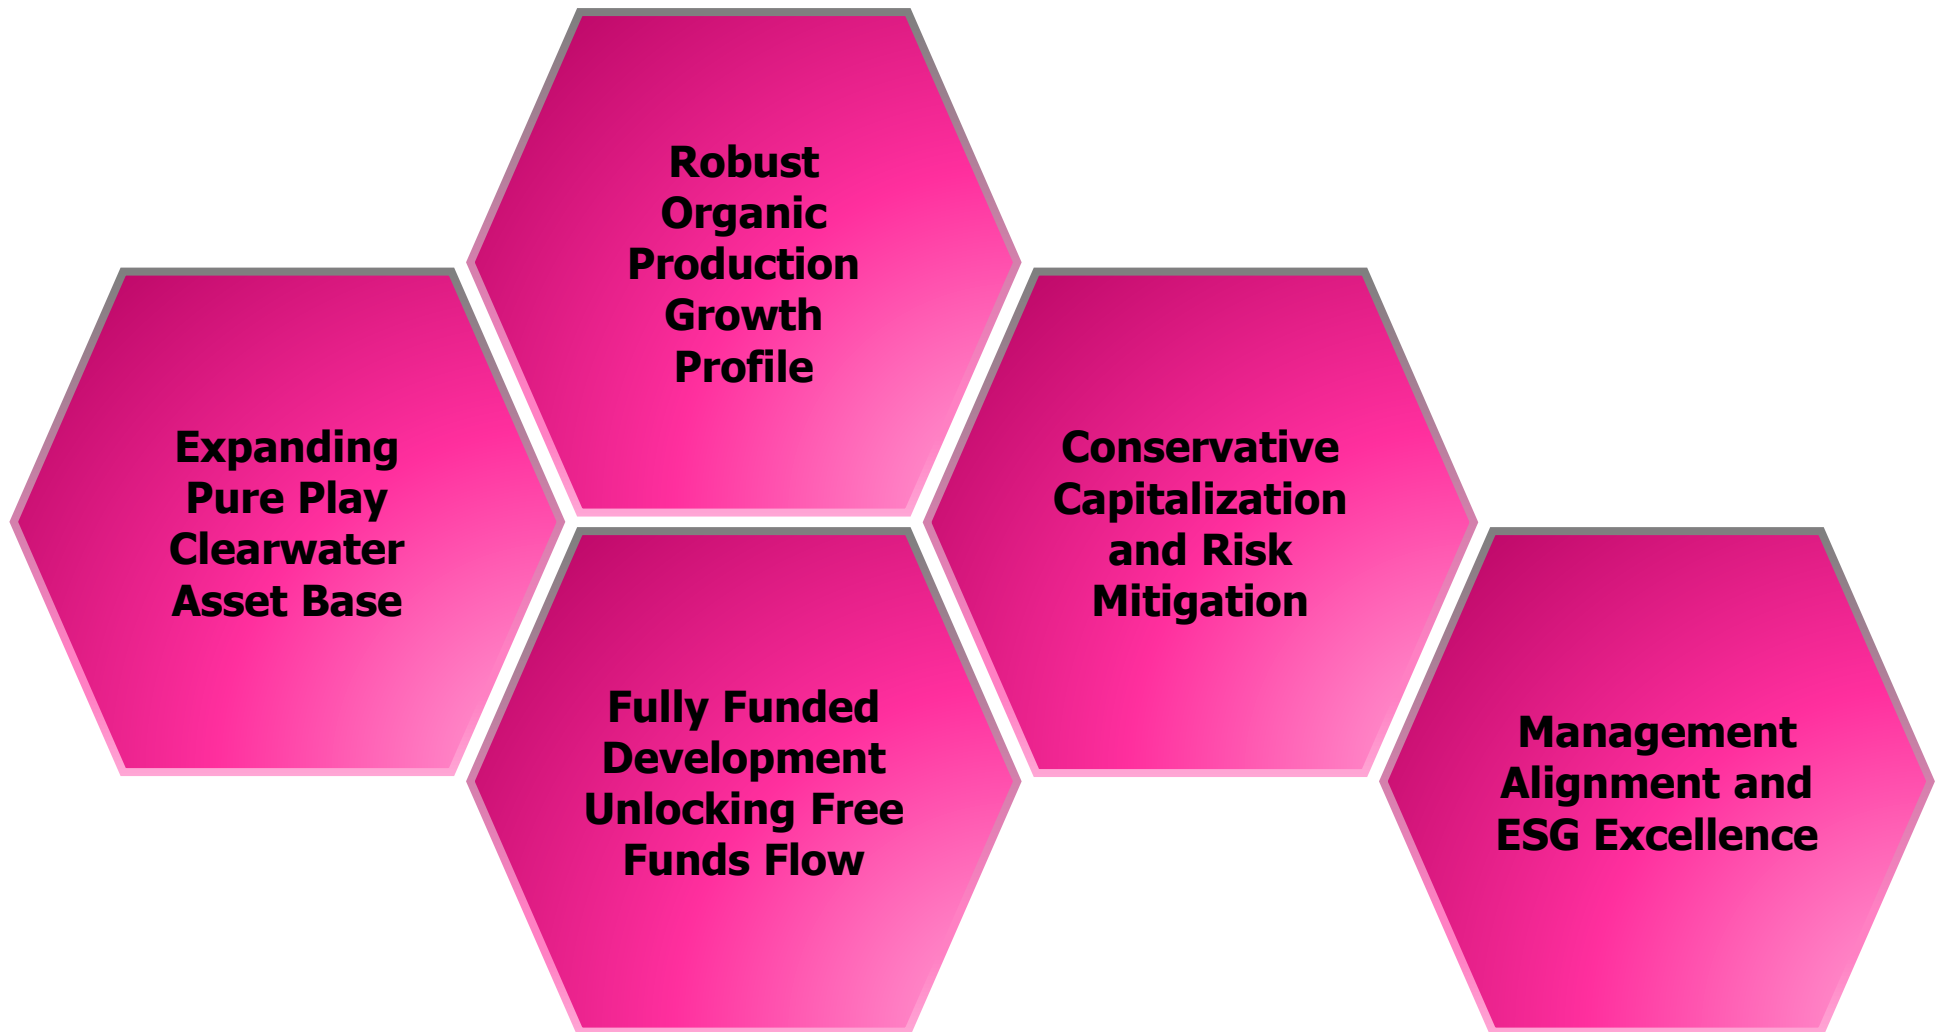 Robust
Organic
Production
Growth
Profile
Expanding
Pure Play
Clearwater
Asset Base
Conservative
Capitalization
and Risk
Mitigation
Fully Funded
Development
Unlocking Free
Funds Flow
Management
Alignment and
ESG Excellence